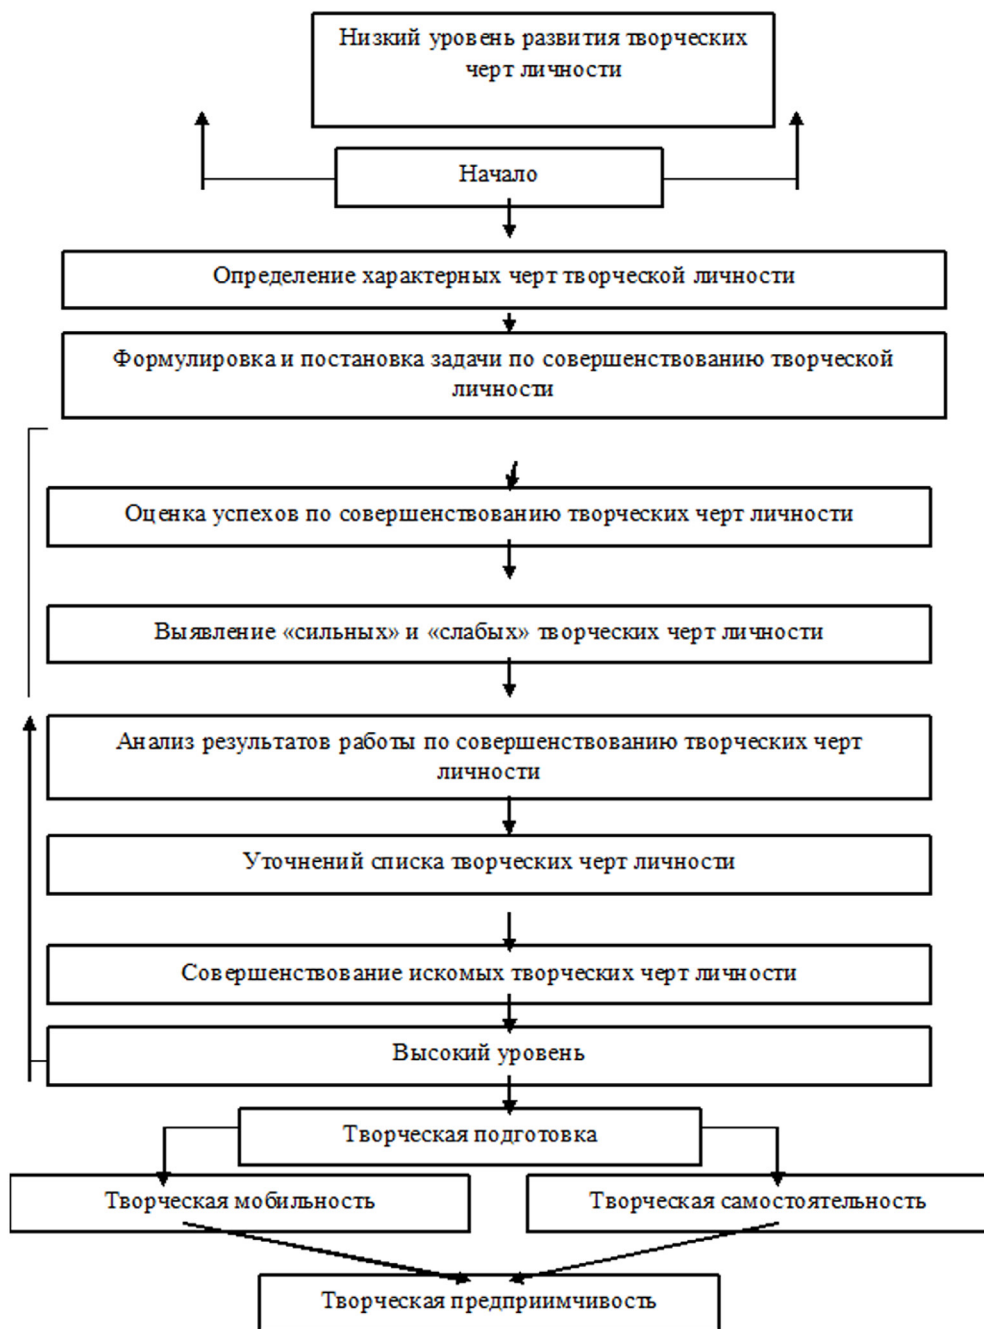 Низкий уровень развития творческих
черт личности
Начало
Определение характерных черт творческой личности
Формулировка и постановка задачи по совершенствованию творческой
личности
Оценка успехов по совершенствованию творческих черт личности
Выявление «сильных» и «слабых» творческих черт личности
Анализ результатов работы по совершенствованию творческих черт
личности
Уточнений списка творческих черт личности
Совершенствование искомых творческих черт личности
Высокий уровень
Творческая подготовка
Творческая мобильность
Творческая самостоятельность
Творческая предприимчивость